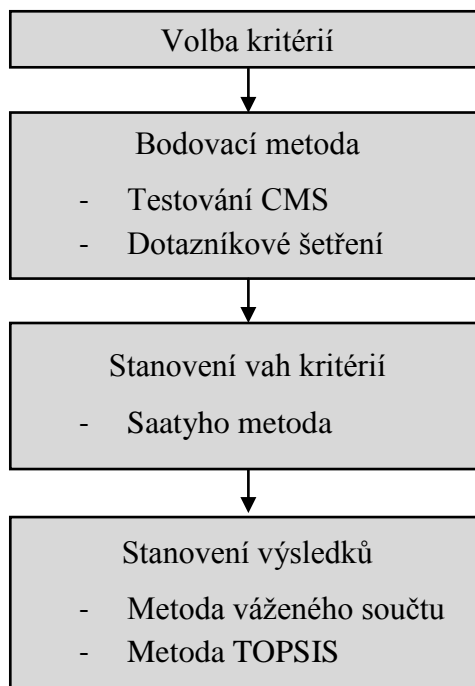 Volba kritérií
Bodovací metoda
- Testování CMS
- Dotazníkové šetření
Stanovení vah kritérií
- Saatyho metoda
Stanovení výsledků
- Metoda váženého součtu
- Metoda TOPSIS